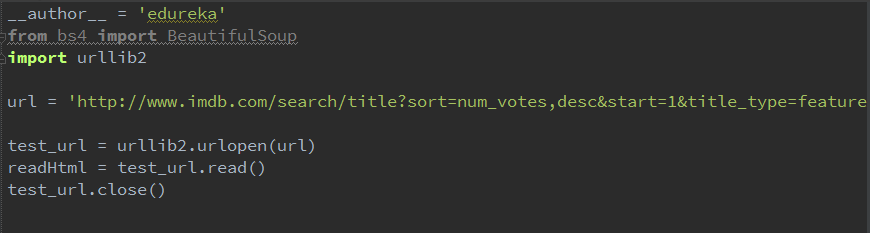 __author__ = 'edureka'
from bs4 import BeautifulSoup
import urllib2
url = 'http://www.imdb.com/search/title?sort=num_votes,desc&start=1&title_type=feature
test_url = urllib2.urlopen(url)
readHtml = test_url.read()
test_url.close()